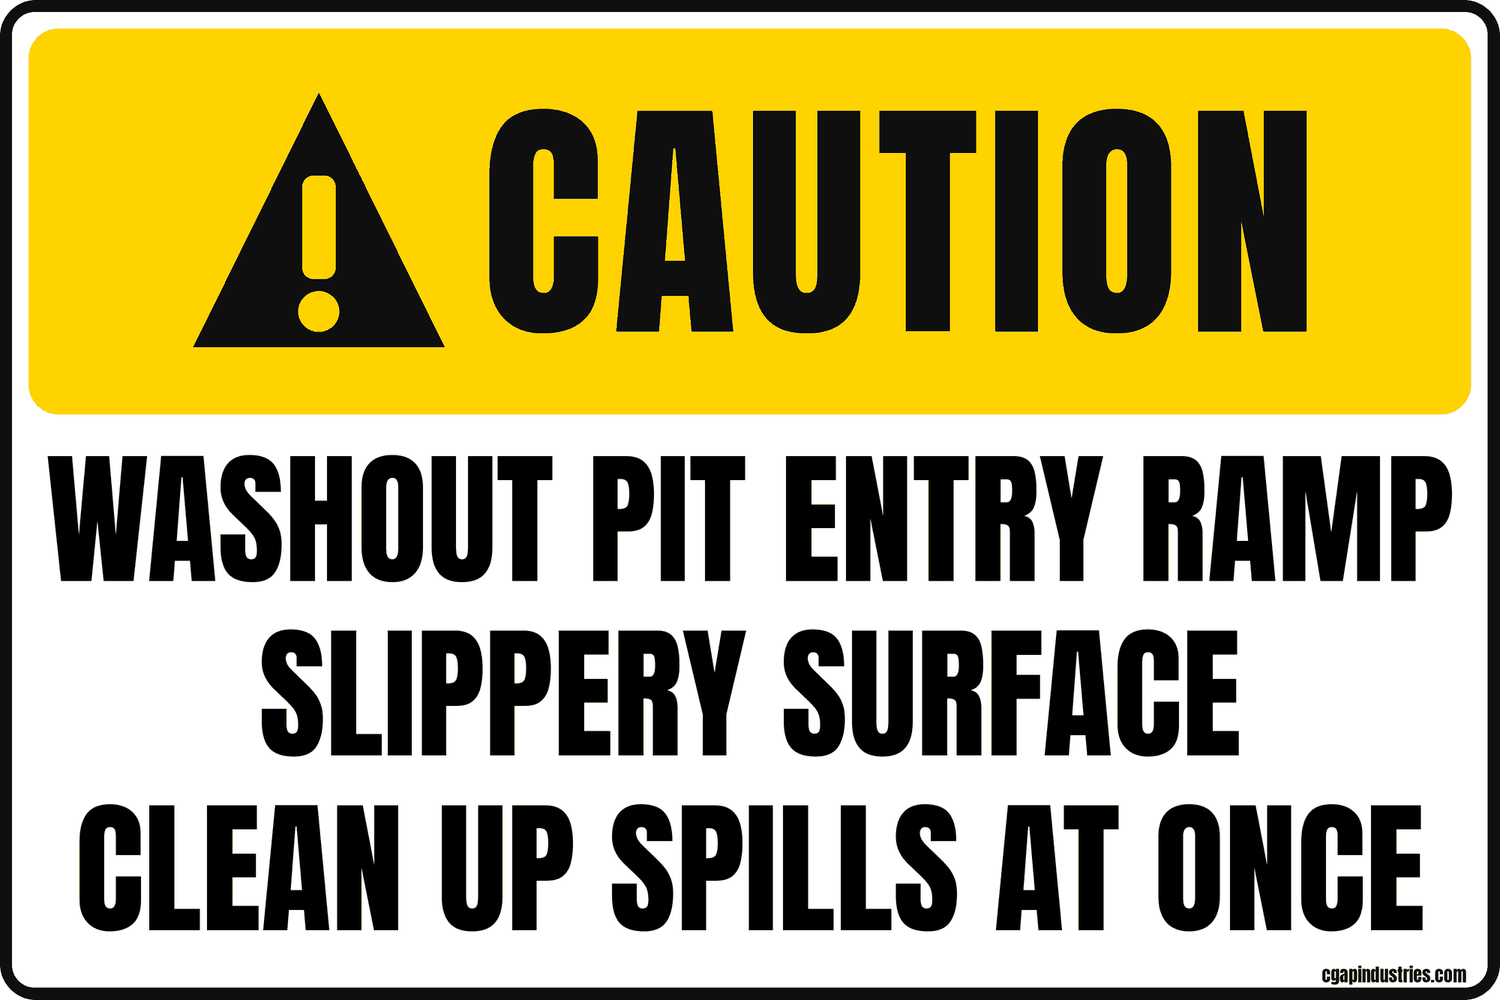 CAUTION
WASHOUT PIT ENTRY RAMP
SLIPPERY SURFACE
CLEAN UP SPILLS AT ONCE
cgapindustries.com